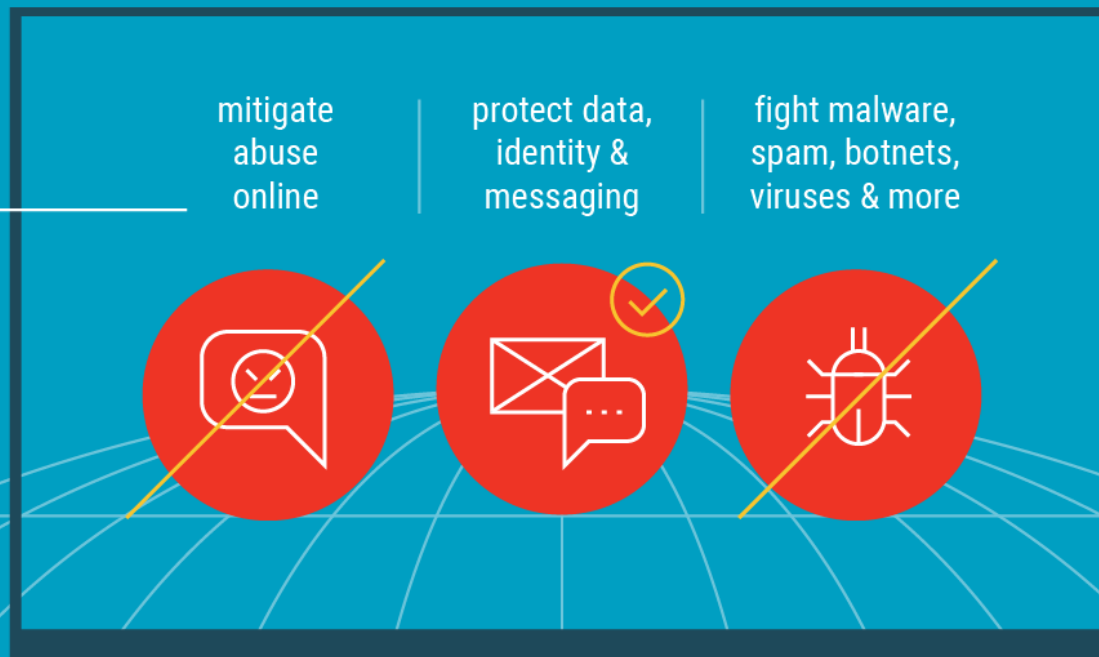 mitigate
abuse
online
protect data,
identity &
messaging
fight malware,
spam, botnets,
viruses & more